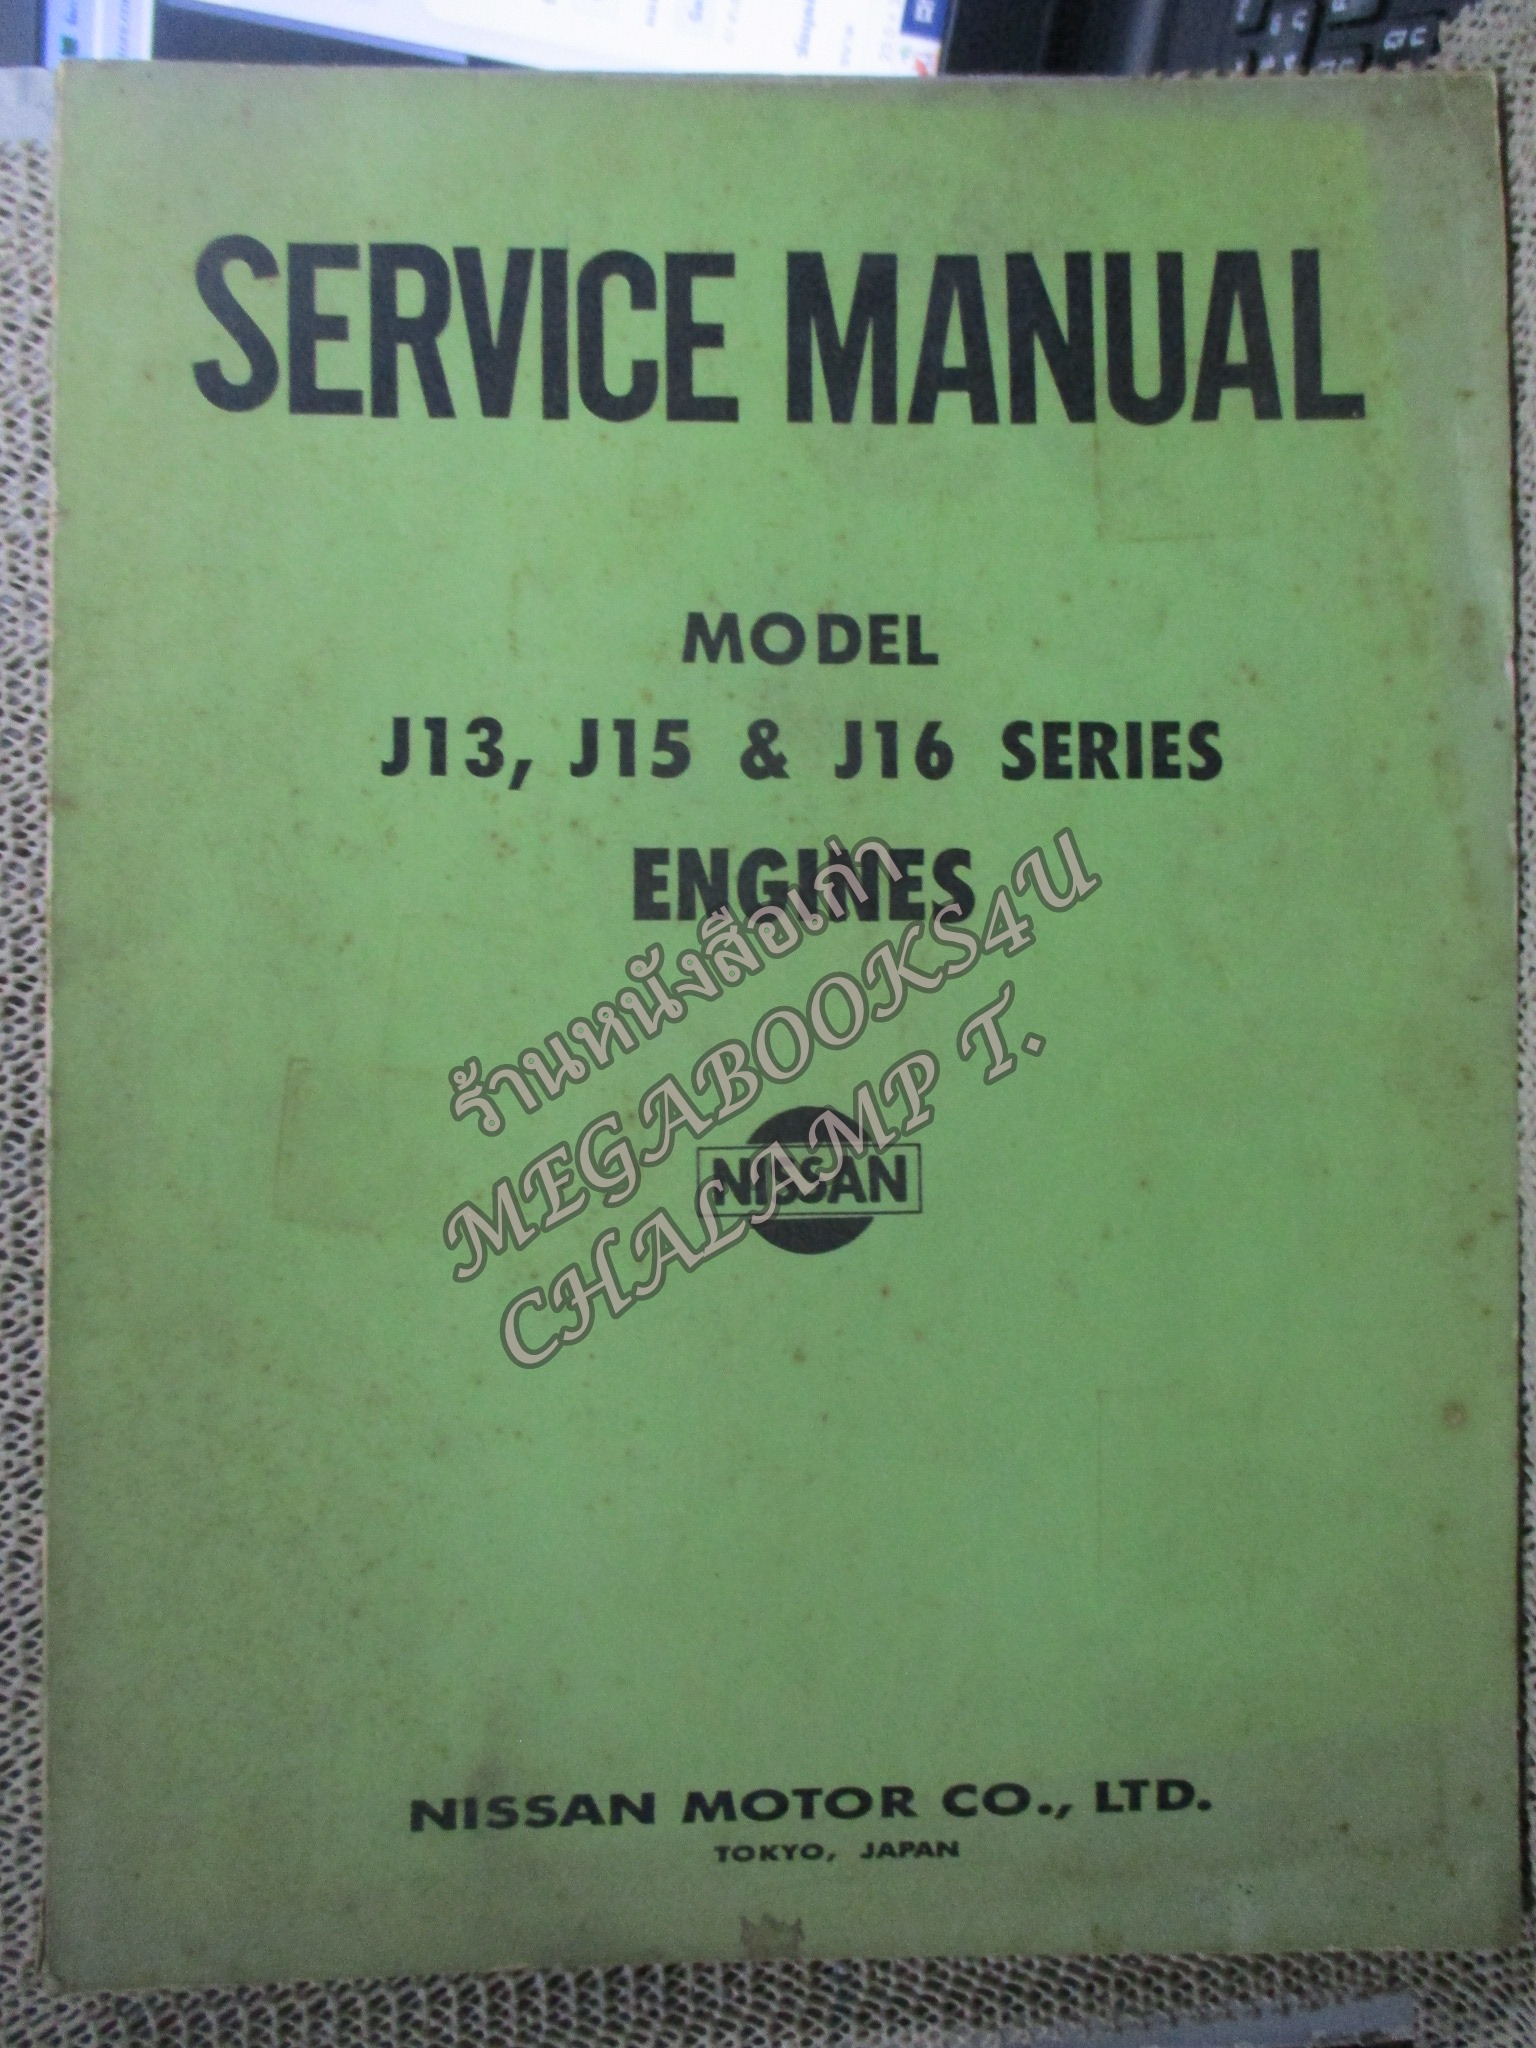 SERVICE MANUAL
MODEL
J13, J15 & J16 SERIES
ENGINES
ร้านหนังสือเก่า
MEGABOOKS4U
CHALAMP T.
NISSAN
NISSAN MOTOR CO., LTD.
TOKYO, JAPAN